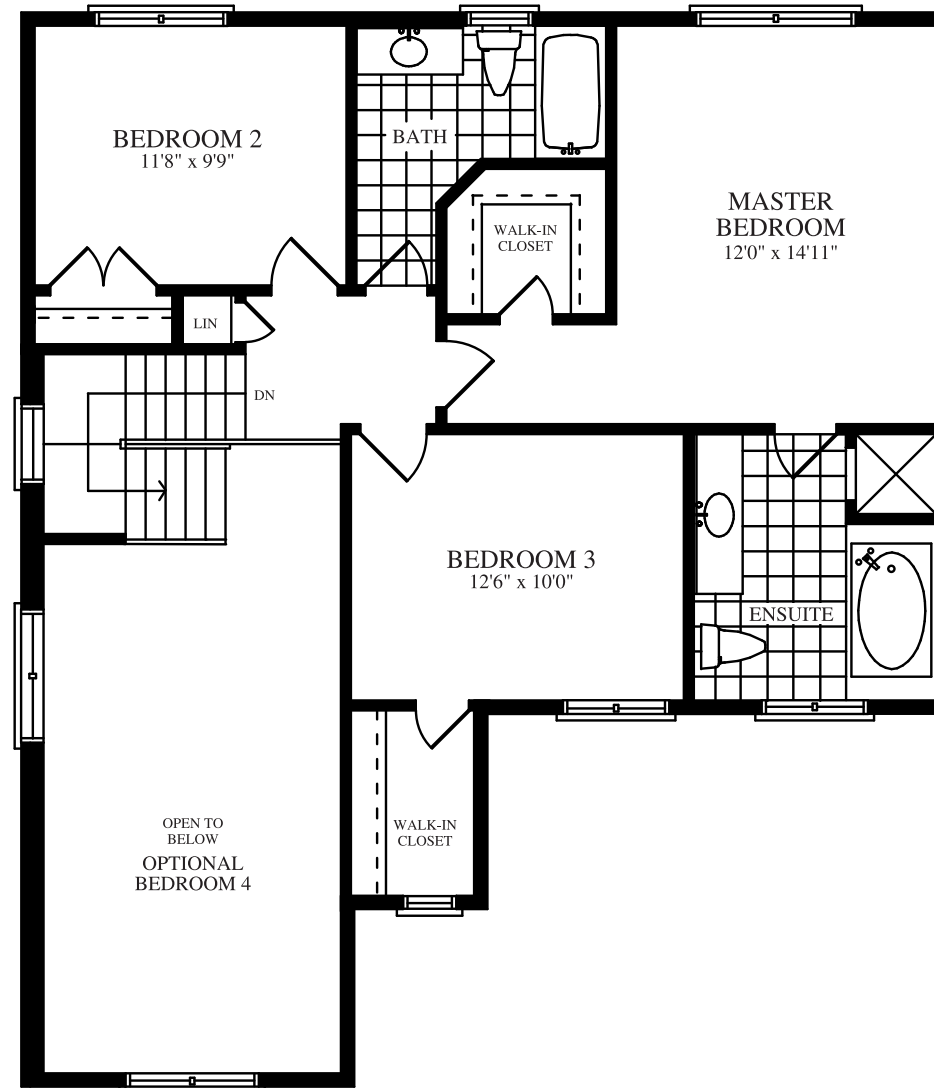 BEDROOM 2
11'8" x 9'9"
BATH
WALK-IN
CLOSET
MASTER
BEDROOM
12'0" x 14'11"
LIN
DN
BEDROOM 3
12'6" x 10'0"
ENSUITE
OPEN TO
BELOW
OPTIONAL
BEDROOM 4
WALK-IN
CLOSET